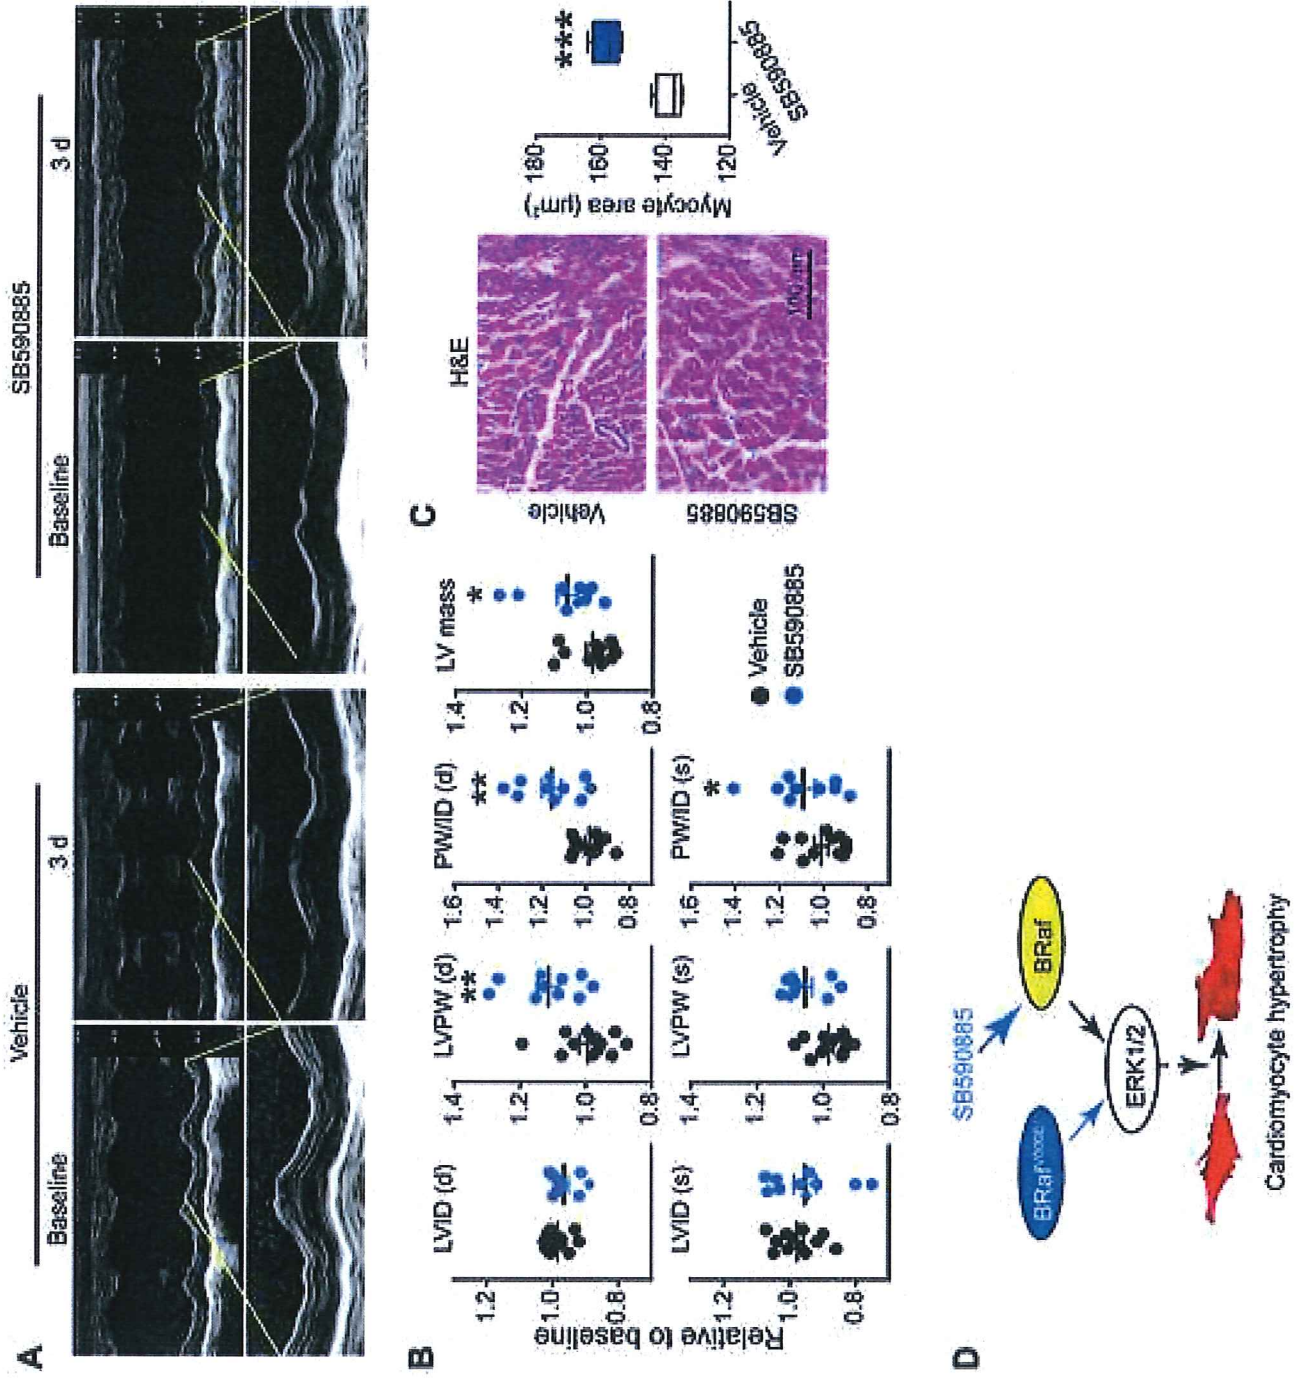 A
Vehicle
SB590885
Baseline
3 d
Baseline
3 d
B
Relative to baseline
LVID (d)
1.2
1.0
0.8
LVPW (d)
**
1.4
1.2
1.0
0.8
PW/ID (d)
**
1.6
1.4
1.2
1.0
0.8
LV mass
*
1.4
1.2
1.0
0.8
LVID (s)
1.2
1.0
0.8
LVPW (s)
1.4
1.2
1.0
0.8
PW/ID (s)
*
1.6
1.4
1.2
1.0
0.8
Vehicle
SB590885
C
H&E
Vehicle
SB590885
Myocyte area (µm²)
180
160
140
120
***
Vehicle
SB590885
D
SB590885
BRaf
BRaf
ERK1/2
Cardiomyocyte hypertrophy